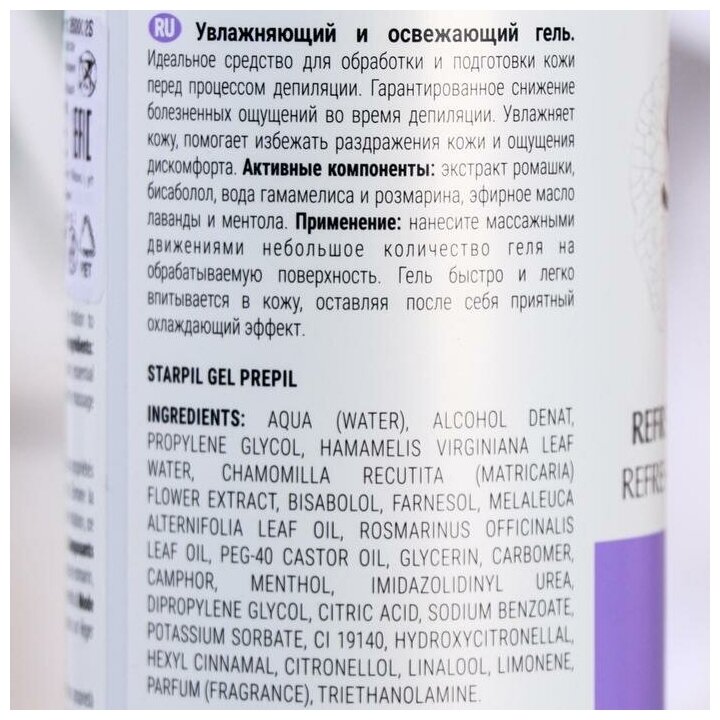 RU Увлажняющий и освежающий гель.
Идеальное средство для обработки и подготовки кожи
перед процессом депиляции. Гарантированное снижение
болезненных ощущений во время депиляции. Увлажняет
кожу, помогает избежать раздражения кожи и ощущения
дискомфорта. Активные компоненты: экстракт ромашки,
бисаболол, вода гамамелиса и розмарина, эфирное масло
лаванды и ментола. Применение: нанесите массажными
движениями небольшое количество геля на
обрабатываемую поверхность. Гель быстро и легко
впитывается в кожу, оставляя после себя приятный
охлаждающий эффект.
STARPIL GEL PREPIL
INGREDIENTS: AQUA (WATER), ALCOHOL DENAT,
PROPYLENE GLYCOL, HAMAMELIS VIRGINIANA LEAF
WATER, CHAMOMILLA RECUTITA (MATRICARIA)
FLOWER EXTRACT, BISABOLOL, FARNESOL, MELALEUCA
ALTERNIFOLIA LEAF OIL, ROSMARINUS OFFICINALIS
LEAF OIL, PEG-40 CASTOR OIL, GLYCERIN, CARBOMER,
CAMPHOR, MENTHOL, IMIDAZOLIDINYL UREA,
DIPROPYLENE GLYCOL, CITRIC ACID, SODIUM BENZOATE,
POTASSIUM SORBATE, CI 19140, HYDROXYCITRONELLAL,
HEXYL CINNAMAL, CITRONELLOL, LINALOOL, LIMONENE,
PARFUM (FRAGRANCE), TRIETHANOLAMINE.
EAC
PET
REFR
REFRE